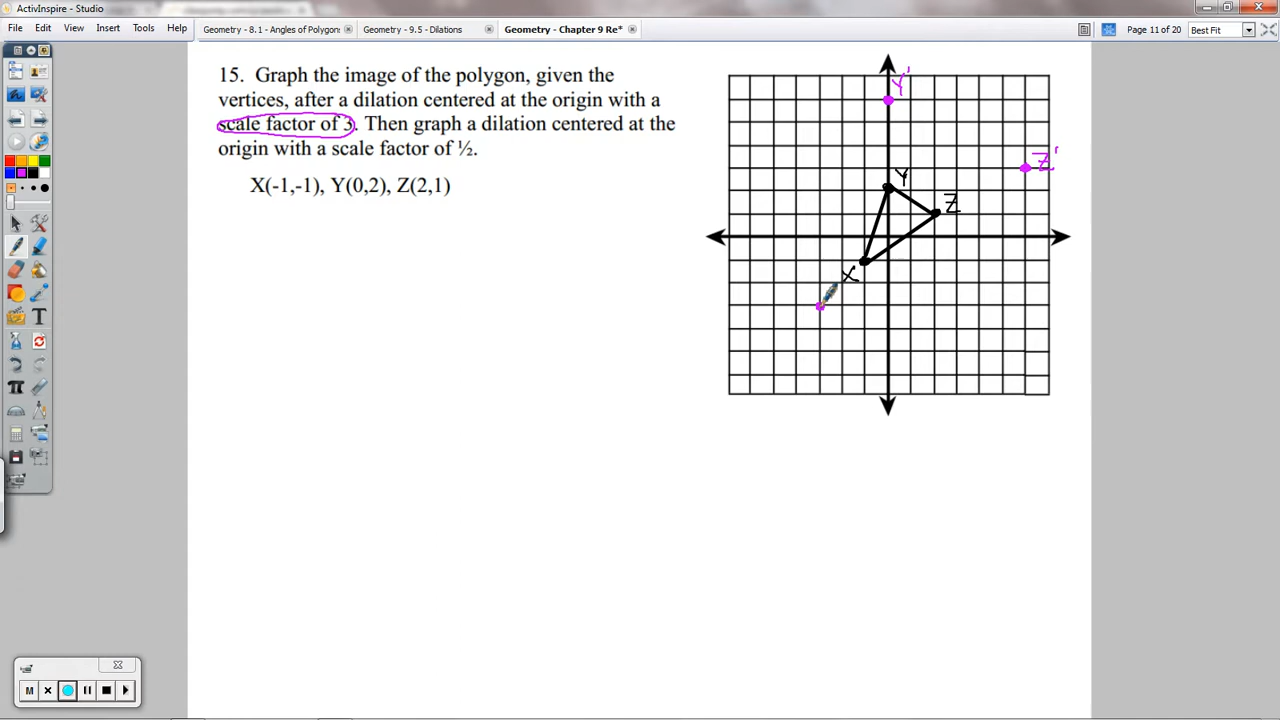 ActivInspire - Studio
File Edit View Insert Tools Help
Geometry - 8.1 - Angles of Polygons
Geometry - 9.5 - Dilations
Geometry - Chapter 9 Re*
Page 11 of 20
Best Fit
15. Graph the image of the polygon, given the
vertices, after a dilation centered at the origin with a
scale factor of 3. Then graph a dilation centered at the
origin with a scale factor of ½.
X(-1,-1), Y(0,2), Z(2,1)
Y'
Z'
Y
Z
X
M